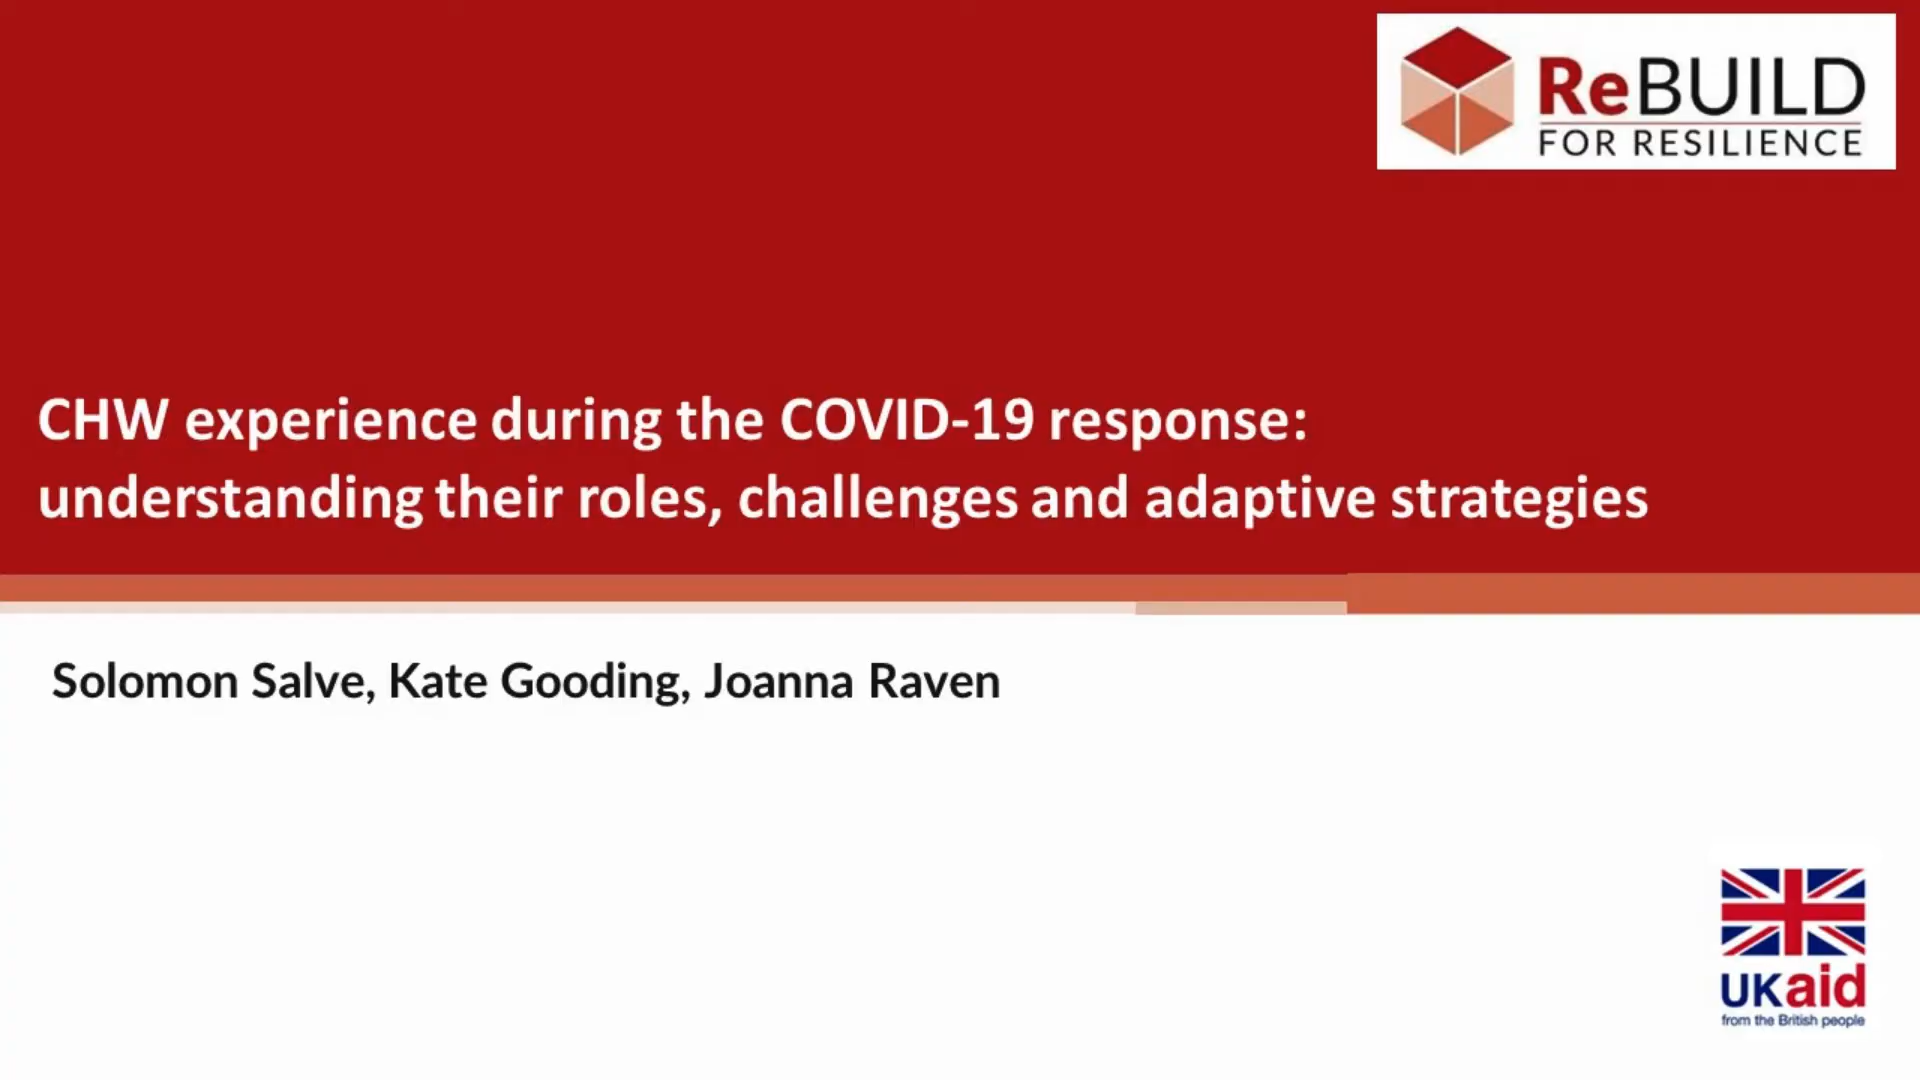 ReBUILD
FOR RESILIENCE
CHW experience during the COVID-19 response:
understanding their roles, challenges and adaptive strategies
Solomon Salve, Kate Gooding, Joanna Raven
UKaid
from the British people